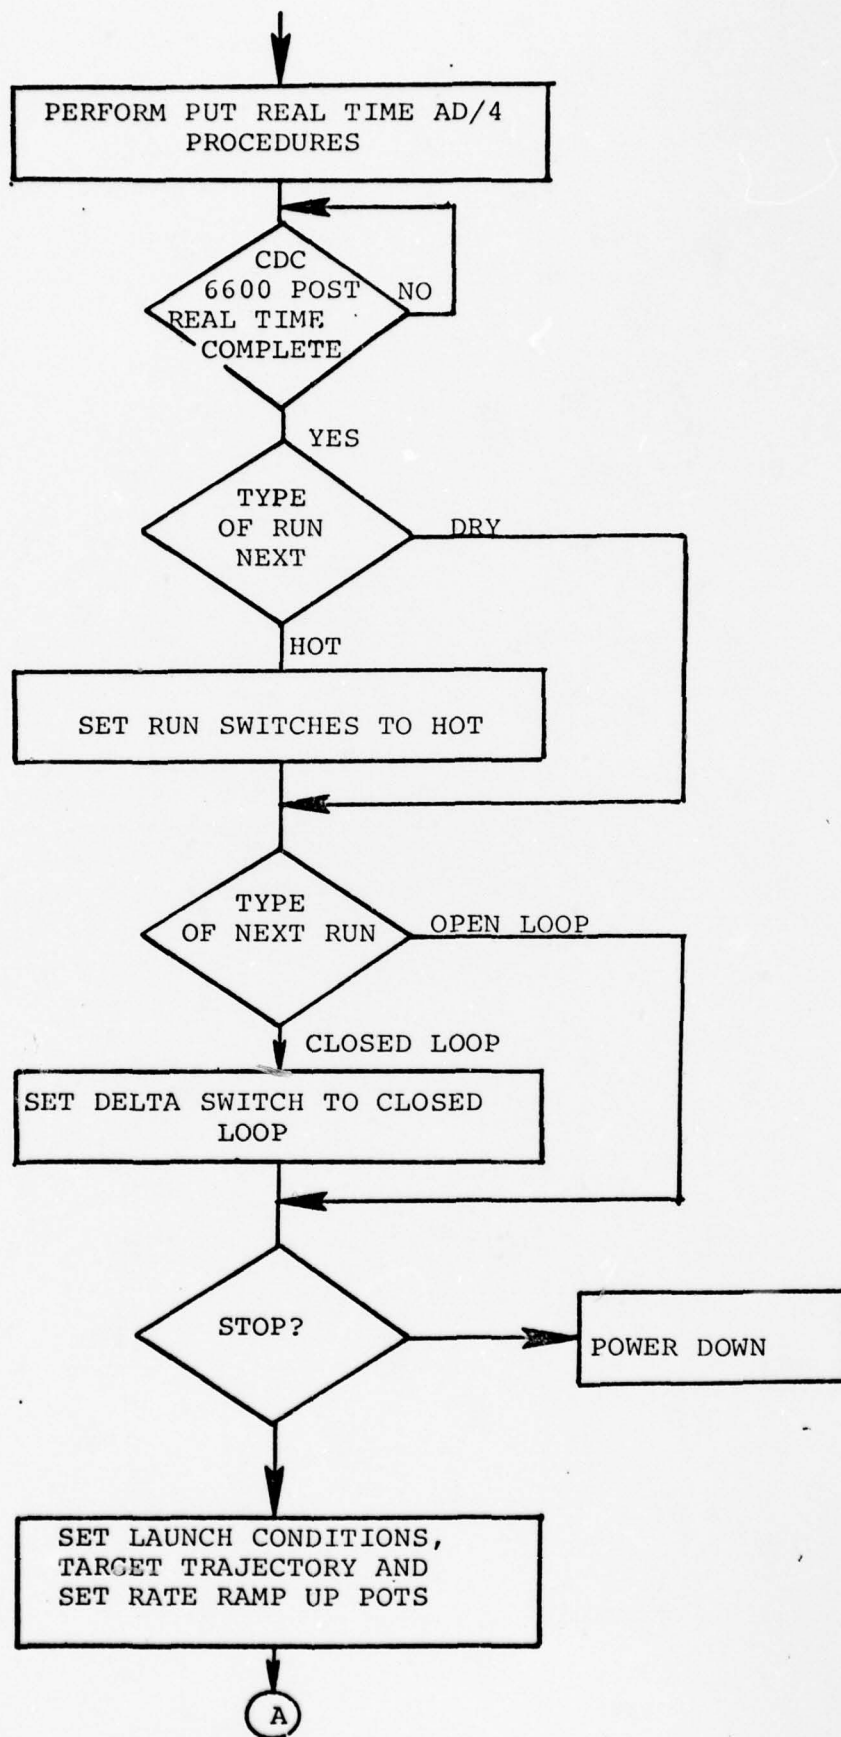 PERFORM PUT REAL TIME AD/4
PROCEDURES
CDC
6600 POST
REAL TIME
COMPLETE
NO
YES
TYPE
OF RUN
NEXT
DRY
HOT
SET RUN SWITCHES TO HOT
TYPE
OF NEXT RUN
OPEN LOOP
CLOSED LOOP
SET DELTA SWITCH TO CLOSED
LOOP
STOP?
POWER DOWN
SET LAUNCH CONDITIONS,
TARGET TRAJECTORY AND
SET RATE RAMP UP POTS
A